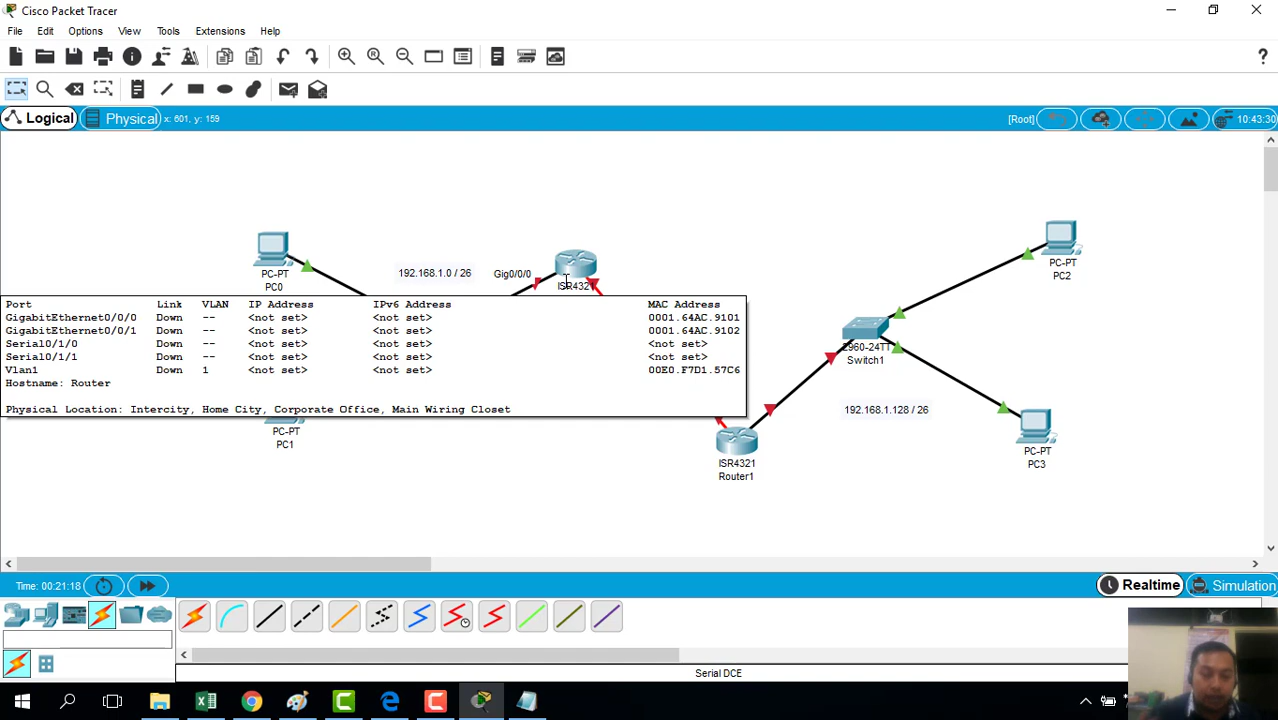 Cisco Packet Tracer
File Edit Options View Tools Extensions Help
Logical Physical x: 601, y: 159 [Root] 10:43:30
PC-PT
PC0
192.168.1.0 / 26
Gig0/0/0
ISR4321
PC-PT
PC2
Port Link VLAN IP Address IPv6 Address MAC Address
GigabitEthernet0/0/0 Down -- <not set> <not set> 0001.64AC.9101
GigabitEthernet0/0/1 Down -- <not set> <not set> 0001.64AC.9102
Serial0/1/0 Down -- <not set> <not set> <not set>
Serial0/1/1 Down -- <not set> <not set> <not set>
Vlan1 Down 1 <not set> <not set> 00E0.F7D1.57C6
Hostname: Router
Physical Location: Intercity, Home City, Corporate Office, Main Wiring Closet
2960-24TT
Switch1
192.168.1.128 / 26
PC-PT
PC1
ISR4321
Router1
PC-PT
PC3
Time: 00:21:18 Realtime Simulation
Serial DCE